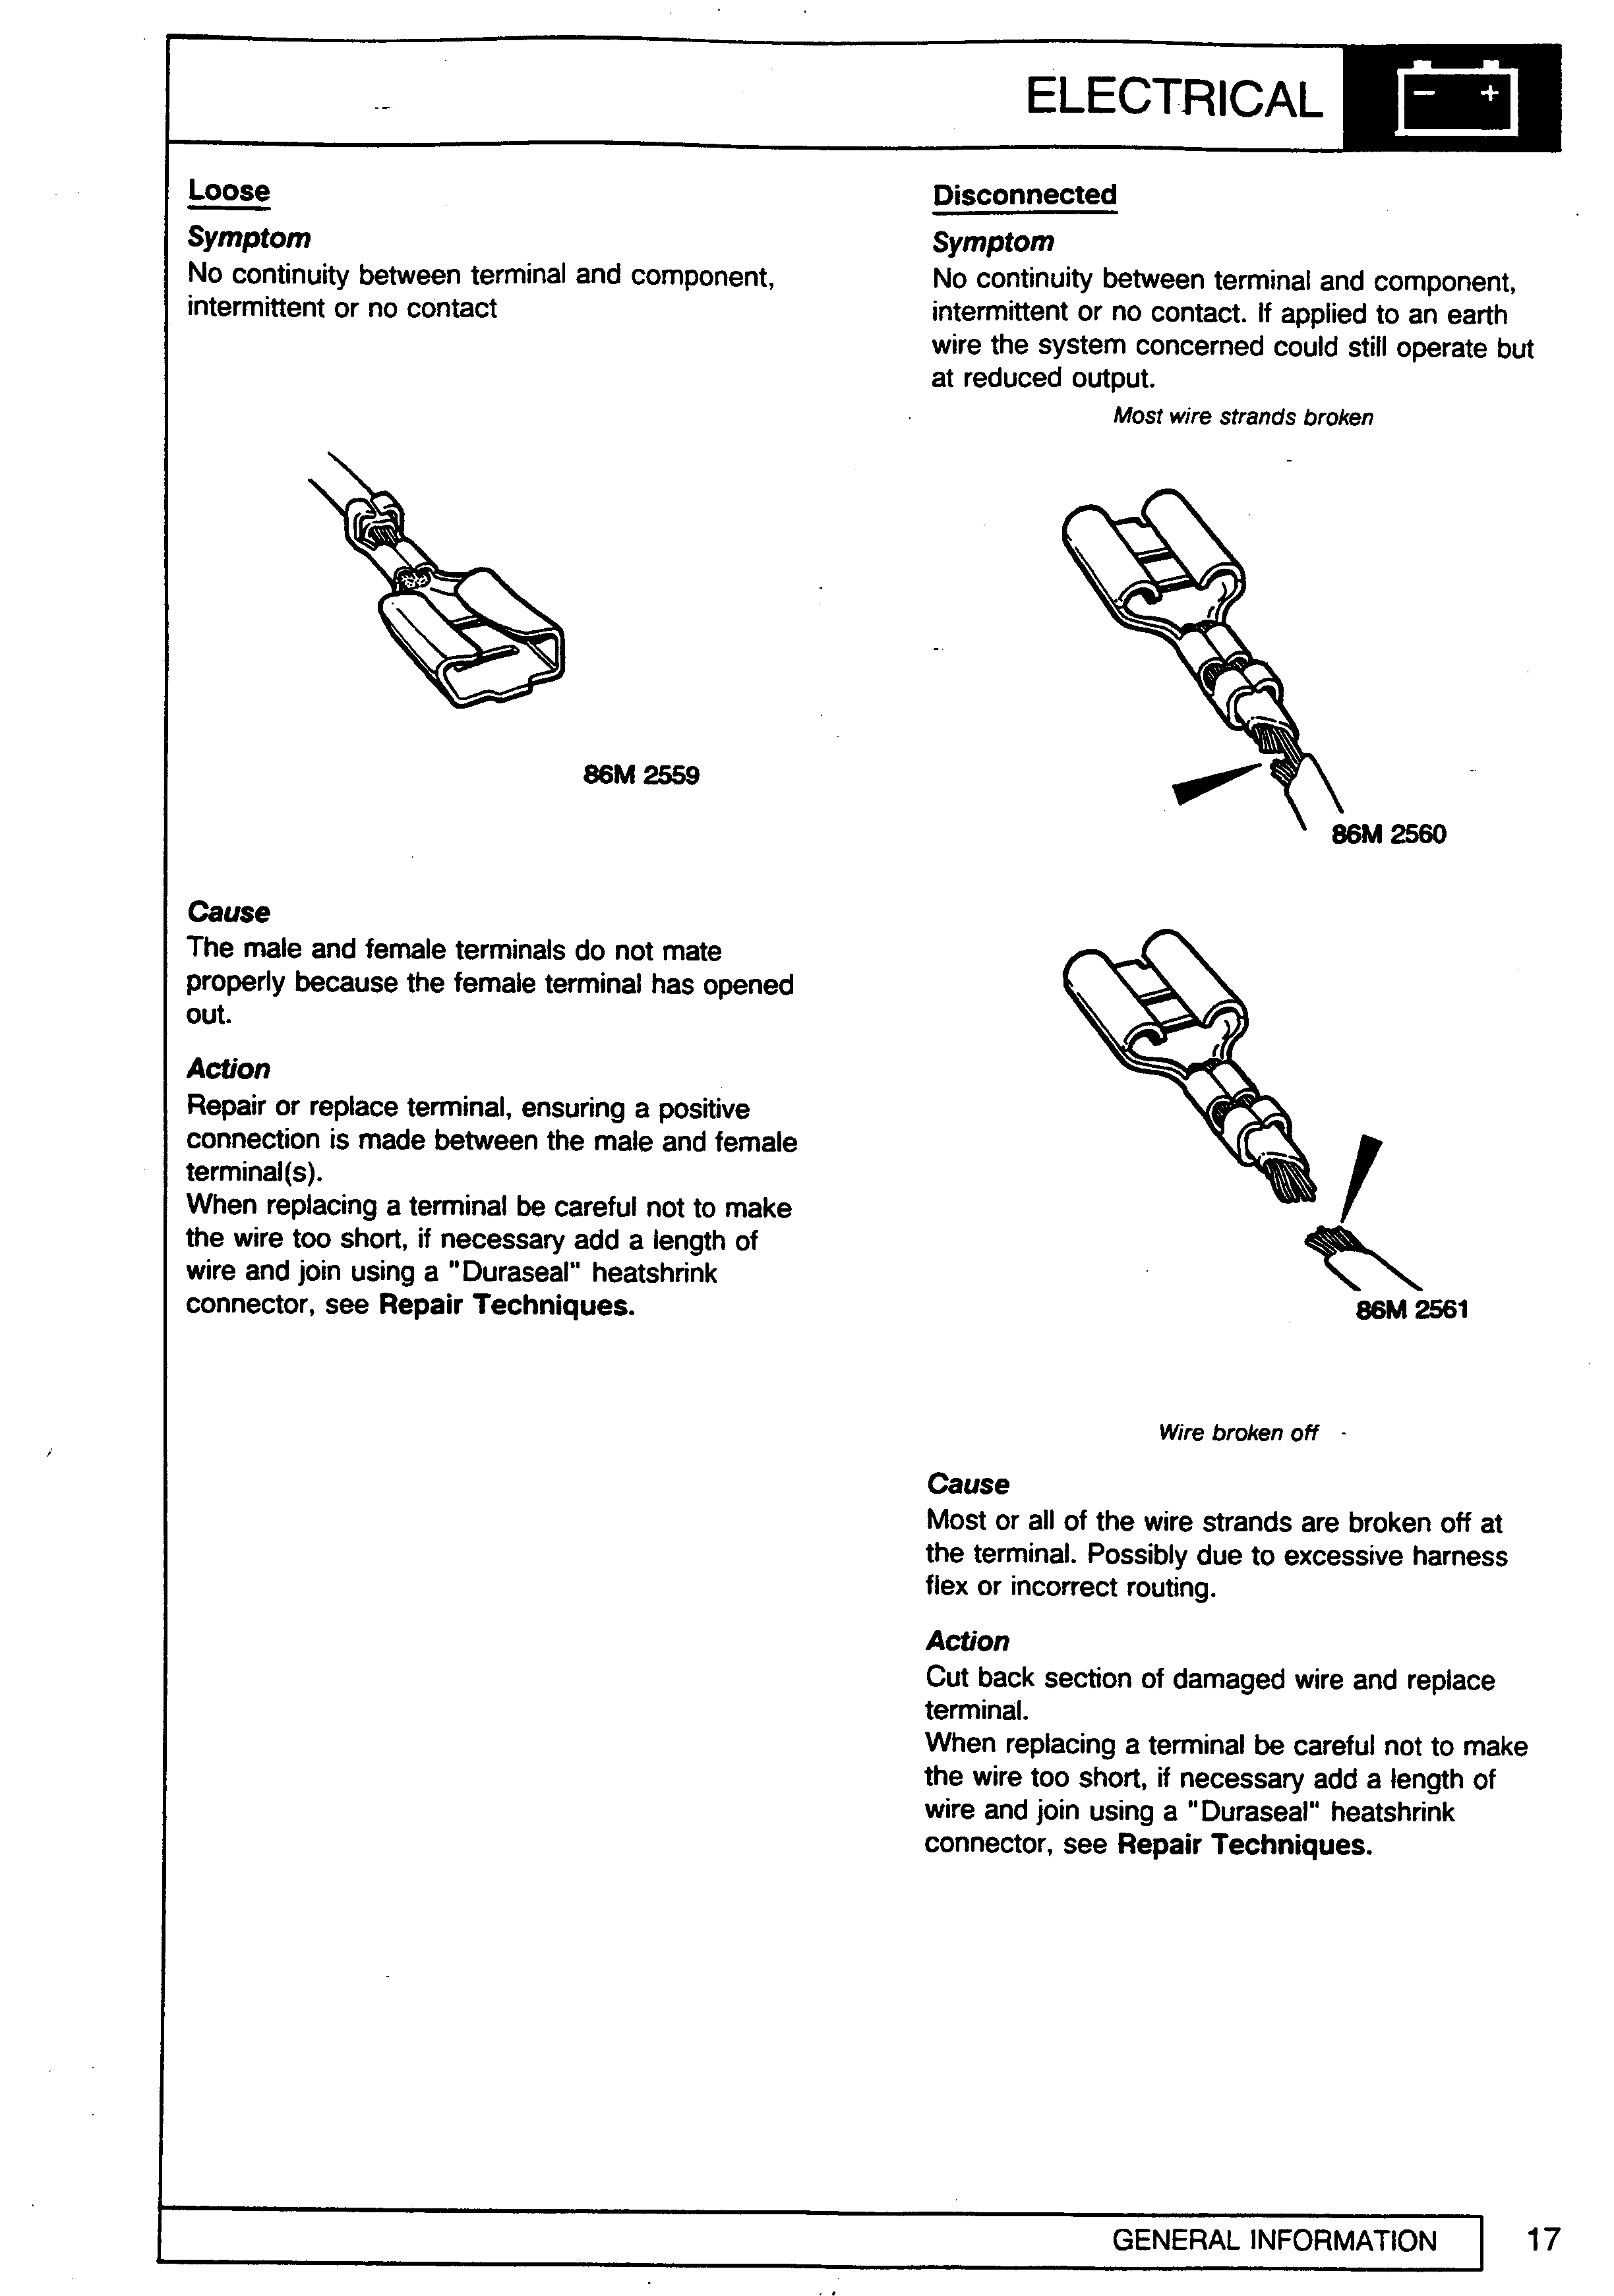 ELECTRICAL
- +
Loose
Symptom
No continuity between terminal and component,
intermittent or no contact
86M 2559
Cause
The male and female terminals do not mate
properly because the female terminal has opened
out.
Action
Repair or replace terminal, ensuring a positive
connection is made between the male and female
terminal(s).
When replacing a terminal be careful not to make
the wire too short, if necessary add a length of
wire and join using a "Duraseal" heatshrink
connector, see Repair Techniques.
Disconnected
Symptom
No continuity between terminal and component,
intermittent or no contact. If applied to an earth
wire the system concerned could still operate but
at reduced output.
Most wire strands broken
86M 2560
86M 2561
Wire broken off
Cause
Most or all of the wire strands are broken off at
the terminal. Possibly due to excessive harness
flex or incorrect routing.
Action
Cut back section of damaged wire and replace
terminal.
When replacing a terminal be careful not to make
the wire too short, if necessary add a length of
wire and join using a "Duraseal" heatshrink
connector, see Repair Techniques.
GENERAL INFORMATION
17